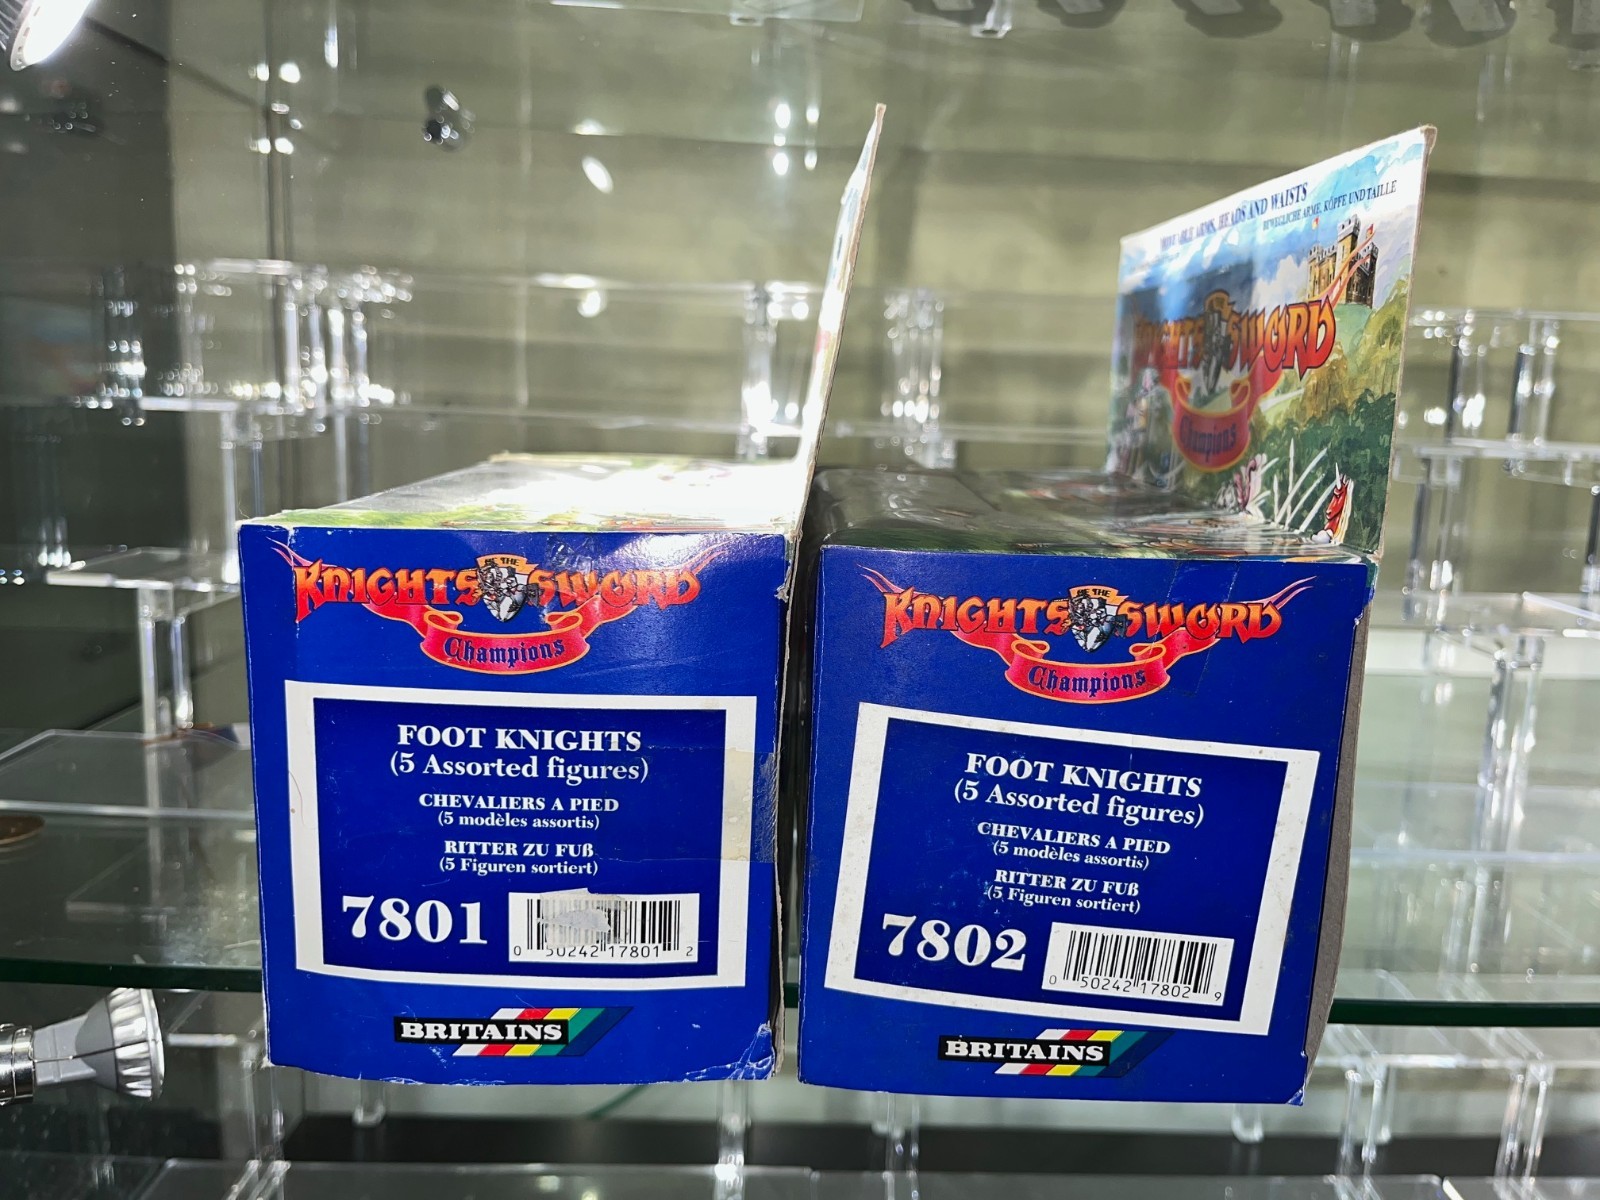 KNIGHTS OF THE SWORD
Champions
FOOT KNIGHTS
(5 Assorted figures)
CHEVALIERS A PIED
(5 modèles assortis)
RITTER ZU FUß
(5 Figuren sortiert)
7801
0 50242 17801 2
BRITAINS
MOVEABLE ARMS, HEADS AND WAISTS
BEWEGLICHE ARME, KÖPFE UND TAILLE
KNIGHTS SWORD
Champions
KNIGHTS OF THE SWORD
Champions
FOOT KNIGHTS
(5 Assorted figures)
CHEVALIERS A PIED
(5 modèles assortis)
RITTER ZU FUß
(5 Figuren sortiert)
7802
0 50242 17802 9
BRITAINS